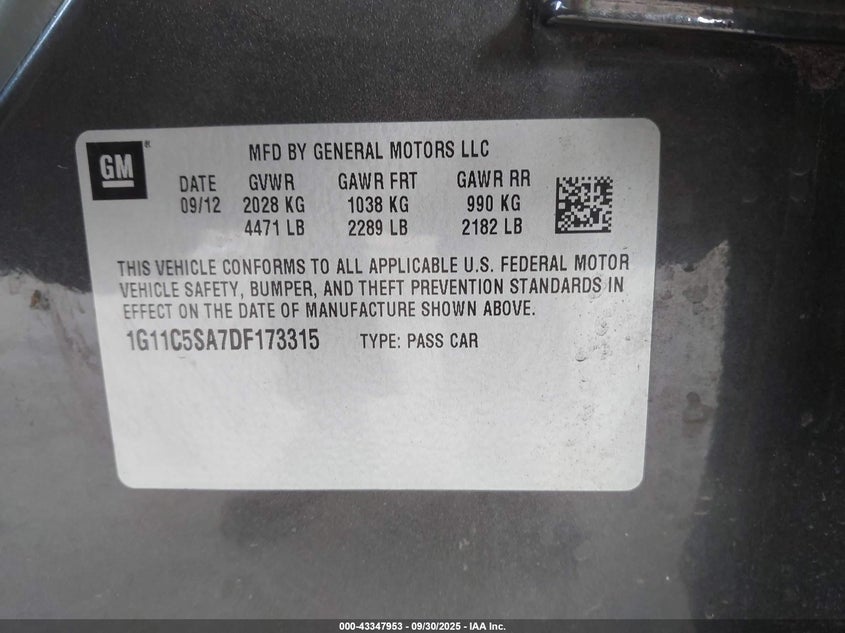 GM
MFD BY GENERAL MOTORS LLC
DATE GVWR GAWR FRT GAWR RR
09/12 2028 KG 1038 KG 990 KG
4471 LB 2289 LB 2182 LB
THIS VEHICLE CONFORMS TO ALL APPLICABLE U.S. FEDERAL MOTOR
VEHICLE SAFETY, BUMPER, AND THEFT PREVENTION STANDARDS IN
EFFECT ON THE DATE OF MANUFACTURE SHOWN ABOVE.
1G11C5SA7DF173315 TYPE: PASS CAR
000-43347953 - 09/30/2025 - IAA Inc.